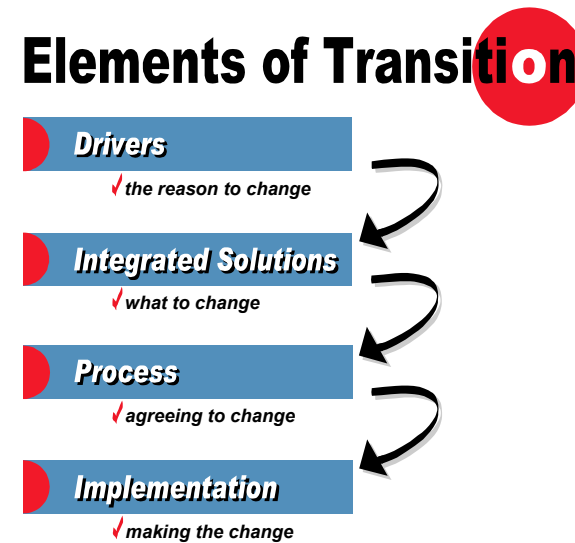 Elements of Transition
Drivers
the reason to change
Integrated Solutions
what to change
Process
agreeing to change
Implementation
making the change